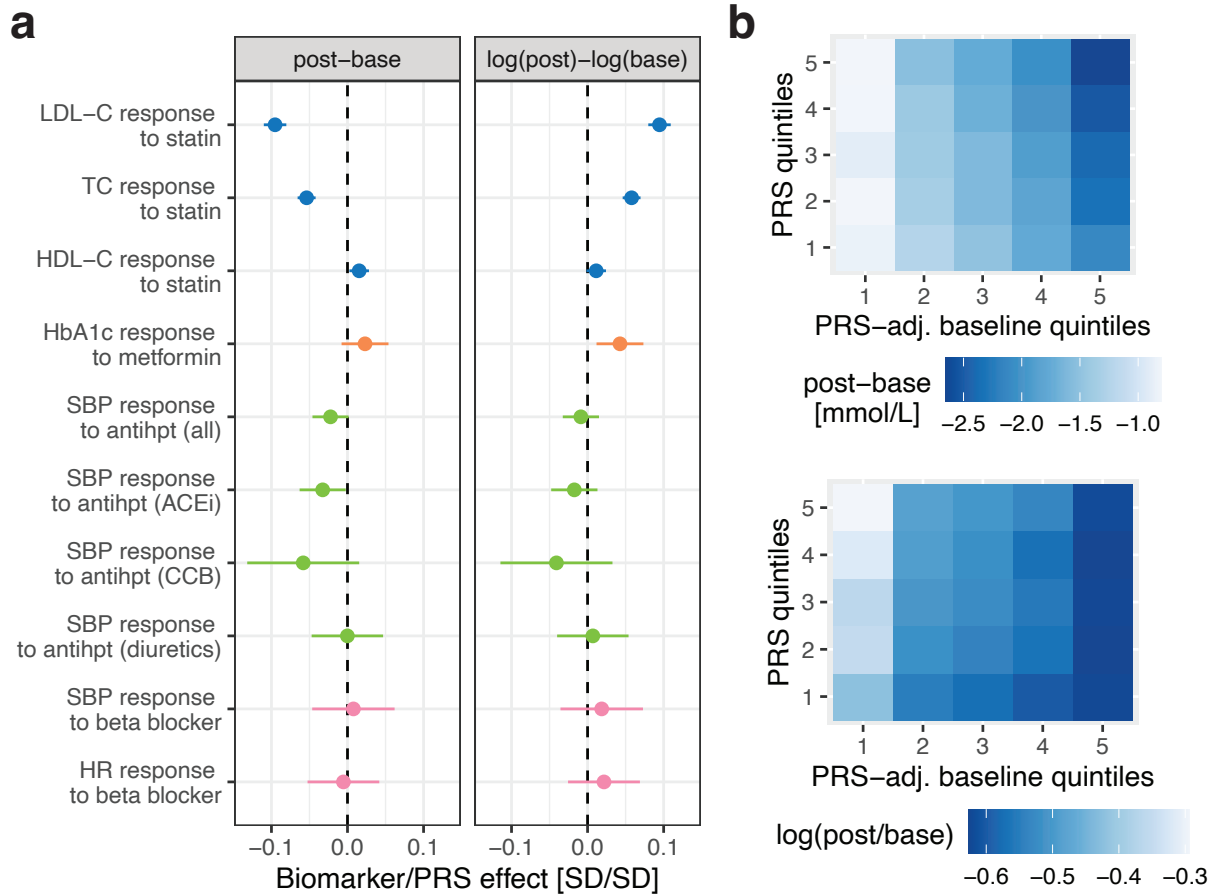 a
post−base
log(post)−log(base)
LDL−C response
to statin
TC response
to statin
HDL−C response
to statin
HbA1c response
to metformin
SBP response
to antihpt (all)
SBP response
to antihpt (ACEi)
SBP response
to antihpt (CCB)
SBP response
to antihpt (diuretics)
SBP response
to beta blocker
HR response
to beta blocker
−0.1 0.0 0.1
−0.1 0.0 0.1
Biomarker/PRS effect [SD/SD]
b
PRS quintiles
5
4
3
2
1
1 2 3 4 5
PRS−adj. baseline quintiles
post−base
[mmol/L]
−2.5 −2.0 −1.5 −1.0
PRS quintiles
5
4
3
2
1
1 2 3 4 5
PRS−adj. baseline quintiles
log(post/base)
−0.6 −0.5 −0.4 −0.3